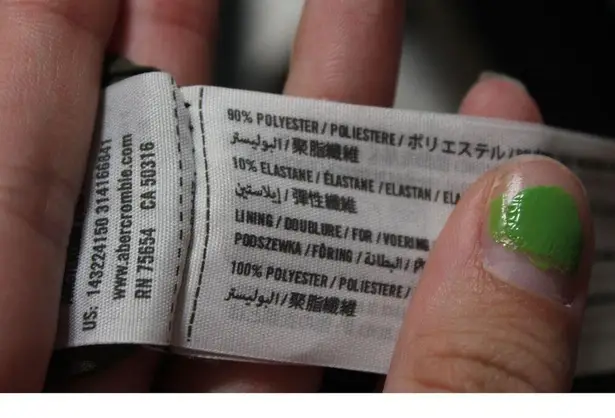 US: 143224150 314166841
www.abercrombie.com
RN 75654 CA 50316
90% POLYESTER / POLIESTERE / ポリエステル /
البوليستر / 聚脂纖維
10% ELASTANE / ÉLASTANE / ELASTAN /
إيلاستين / 彈性纖維
LINING / DOUBLURE / FOR / VOERING
PODSZEWKA / FÖRING / البطانة /
100% POLYESTER / POLIESTERE /
البوليستر / 聚脂纖維